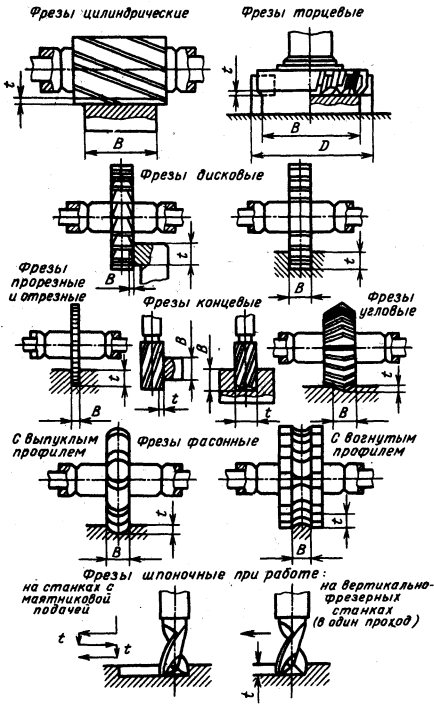 Фрезы цилиндрические
Фрезы торцевые
t
B
t
B
D
Фрезы дисковые
B
t
B
t
Фрезы
прорезные
и отрезные
Фрезы концевые
Фрезы
угловые
t
B
B
t
B
t
t
B
С выпуклым
профилем
Фрезы фасонные
С вогнутым
профилем
t
B
t
B
Фрезы шпоночные при работе:
на станках с
маятниковой
подачей
на вертикально-
фрезерных
станках
(в один проход)
t
t
t